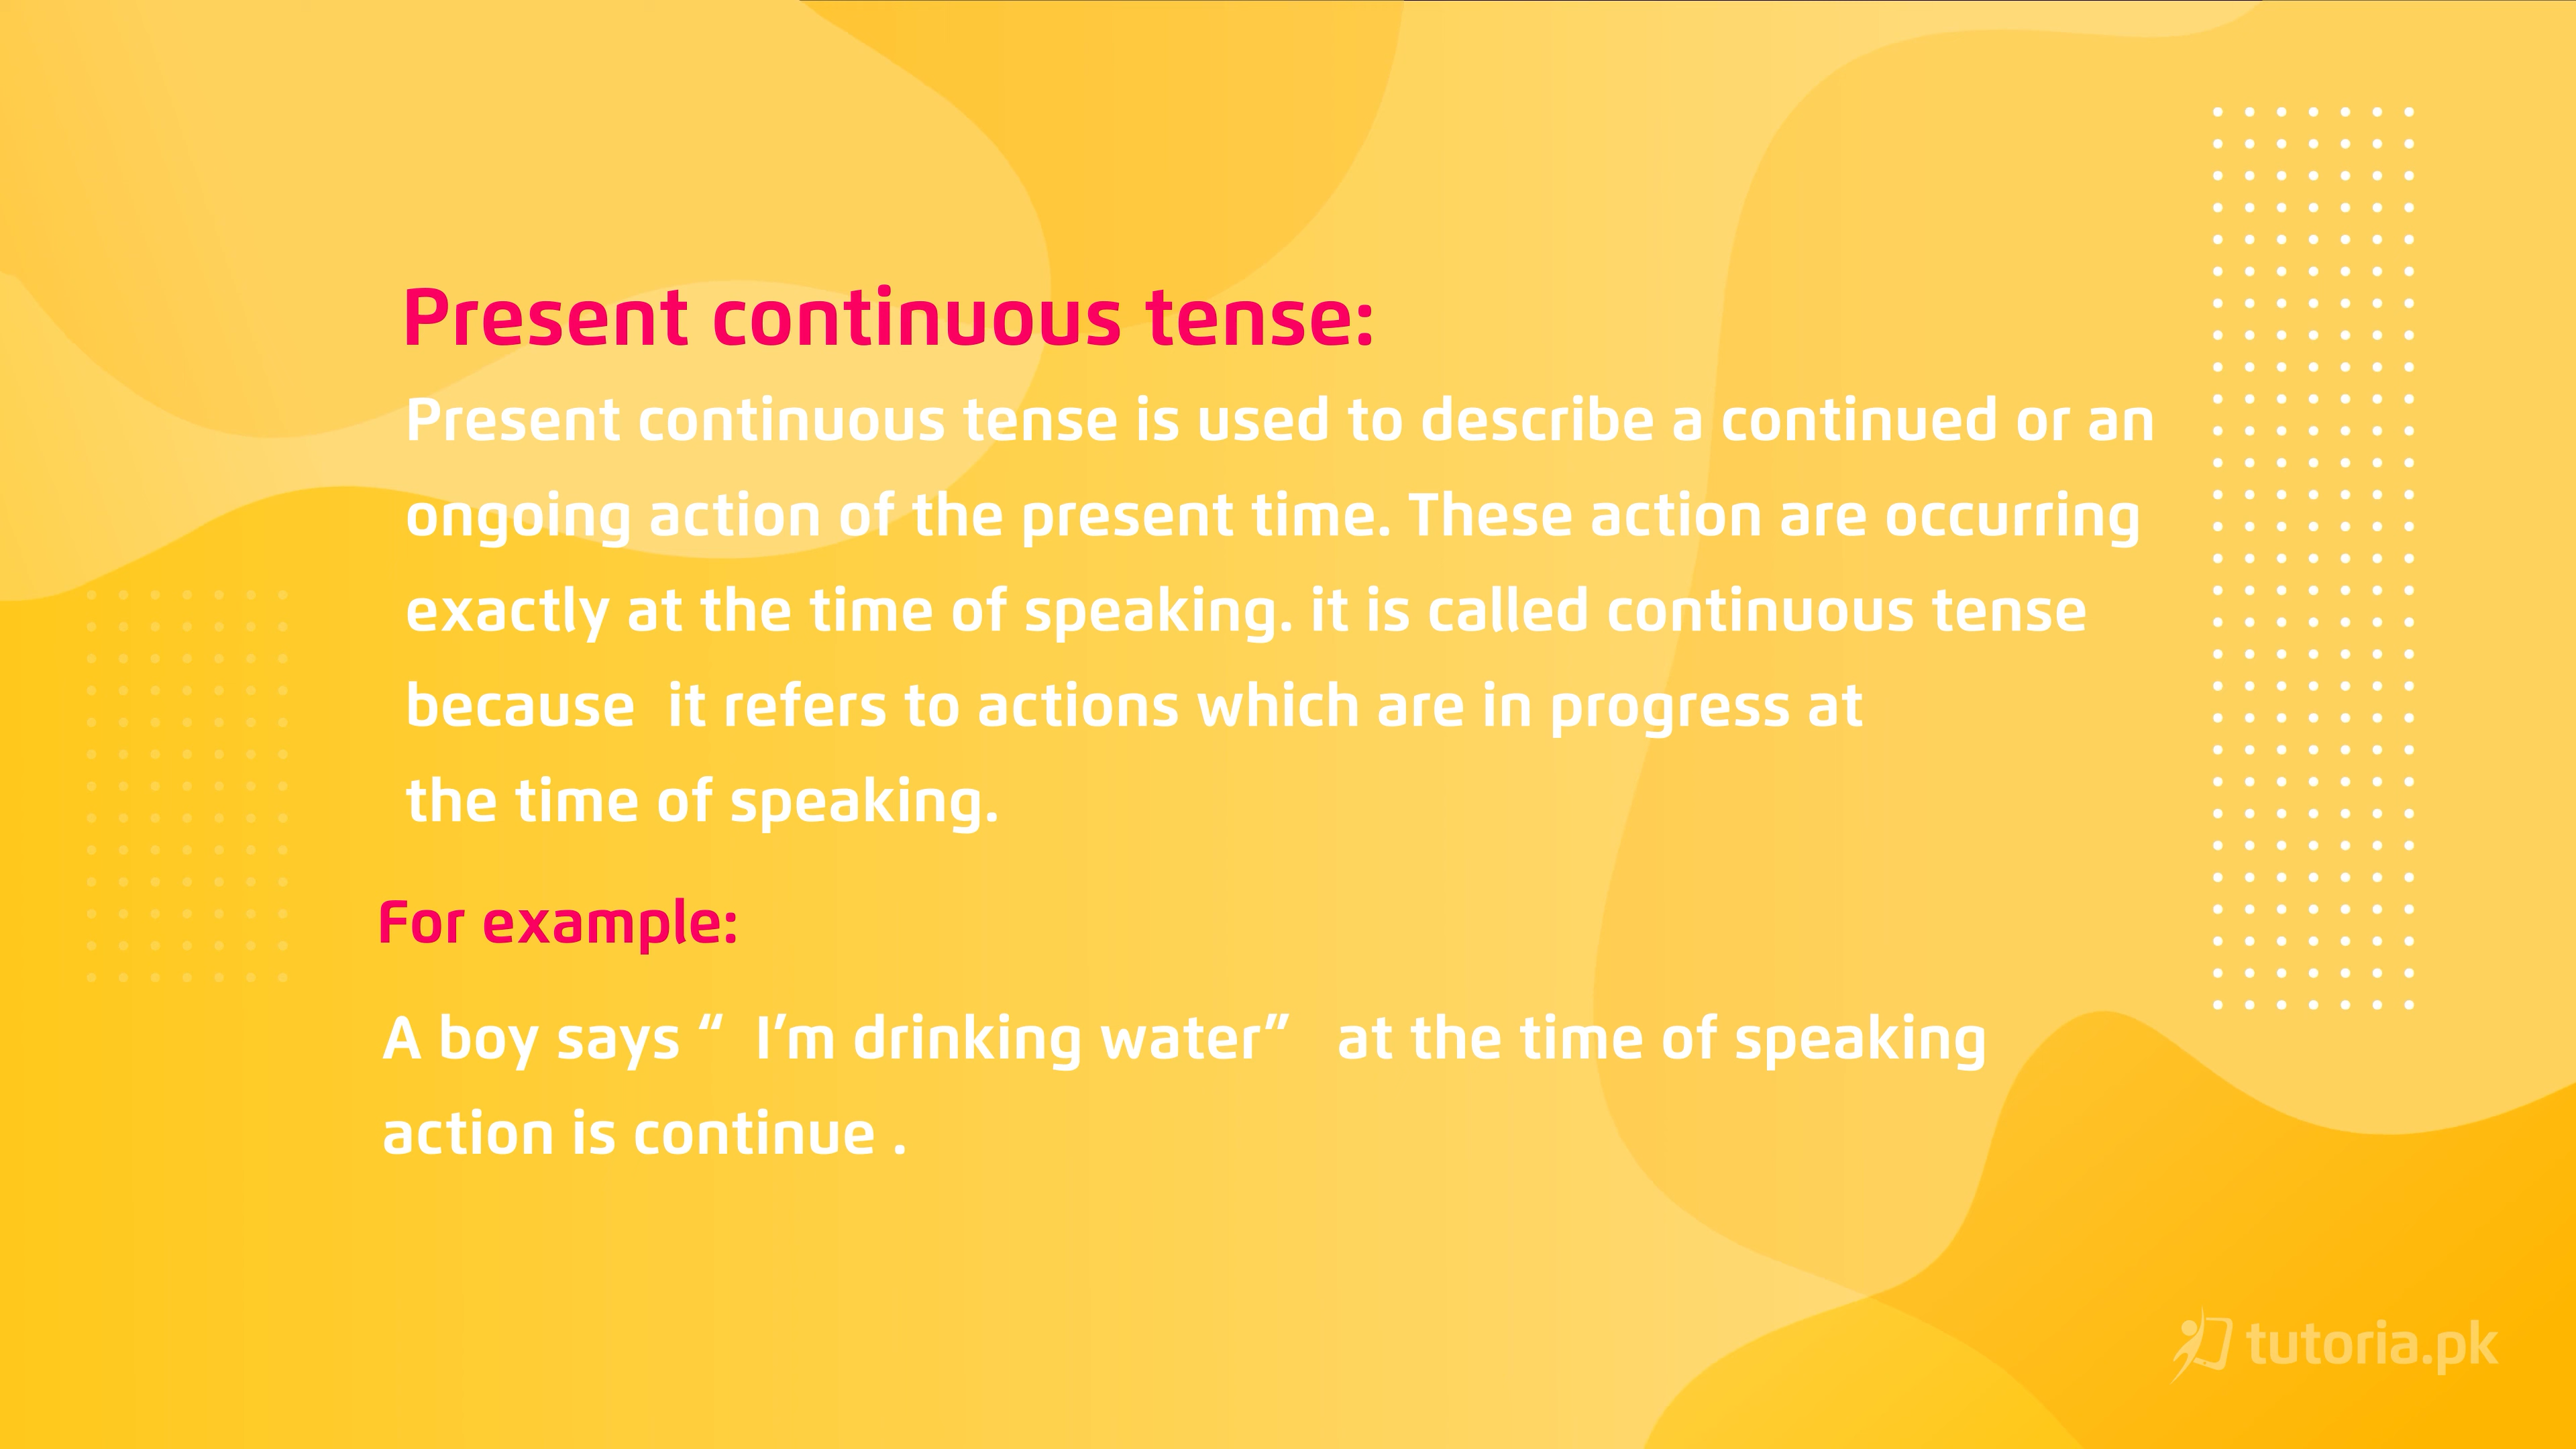 Present continuous tense:
Present continuous tense is used to describe a continued or an
ongoing action of the present time. These action are occurring
exactly at the time of speaking. it is called continuous tense
because  it refers to actions which are in progress at
the time of speaking.
For example:
A boy says “  I’m drinking water”   at the time of speaking
action is continue .
tutoria.pk